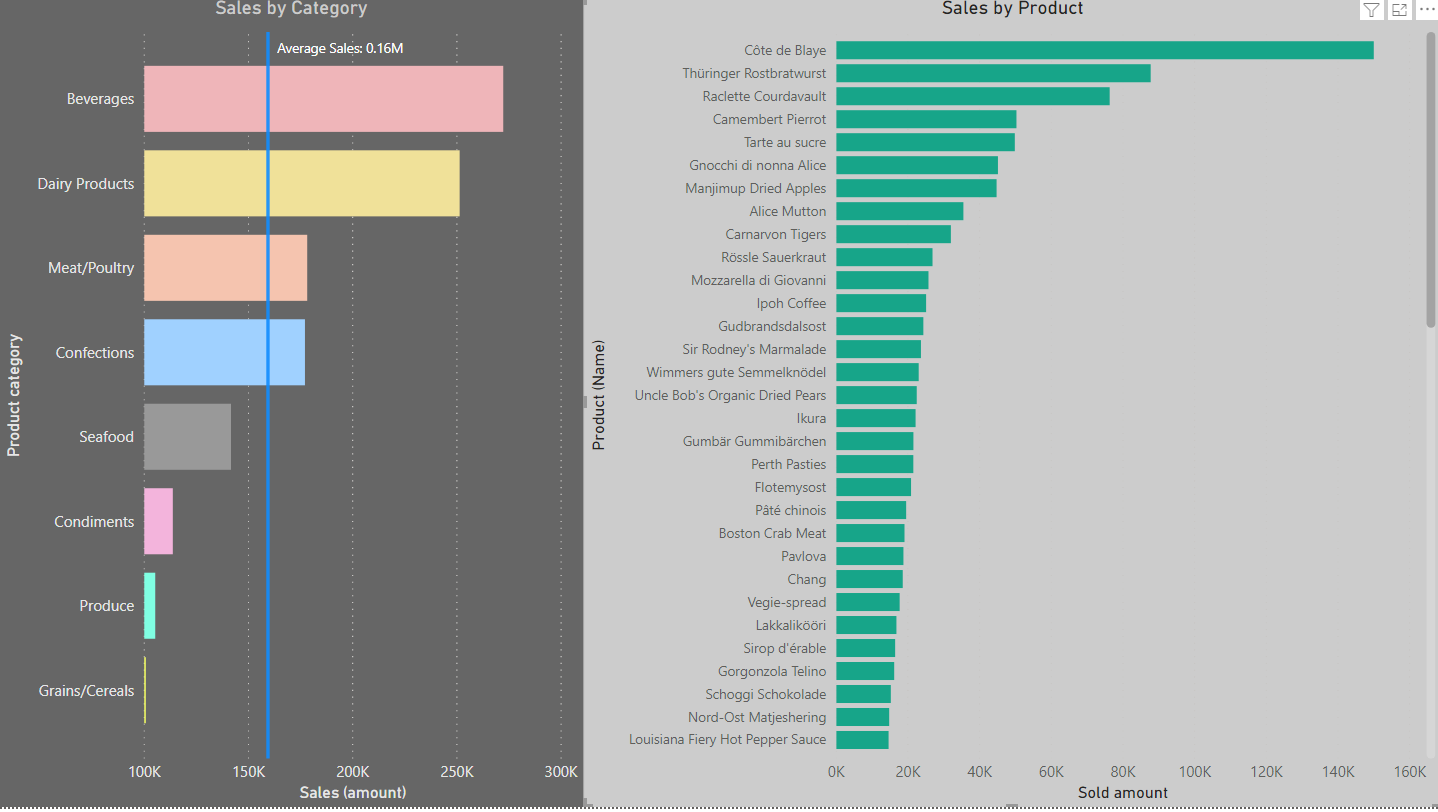 Sales by Category
Average Sales: 0.16M
Product category
Beverages
Dairy Products
Meat/Poultry
Confections
Seafood
Condiments
Produce
Grains/Cereals
100K 150K 200K 250K 300K
Sales (amount)
Sales by Product
Product (Name)
Côte de Blaye
Thüringer Rostbratwurst
Raclette Courdavault
Camembert Pierrot
Tarte au sucre
Gnocchi di nonna Alice
Manjimup Dried Apples
Alice Mutton
Carnarvon Tigers
Rössle Sauerkraut
Mozzarella di Giovanni
Ipoh Coffee
Gudbrandsdalsost
Sir Rodney's Marmalade
Wimmers gute Semmelknödel
Uncle Bob's Organic Dried Pears
Ikura
Gumbär Gummibärchen
Perth Pasties
Flotemysost
Pâté chinois
Boston Crab Meat
Pavlova
Chang
Vegie-spread
Lakkalikööri
Sirop d'érable
Gorgonzola Telino
Schoggi Schokolade
Nord-Ost Matjeshering
Louisiana Fiery Hot Pepper Sauce
0K 20K 40K 60K 80K 100K 120K 140K 160K
Sold amount